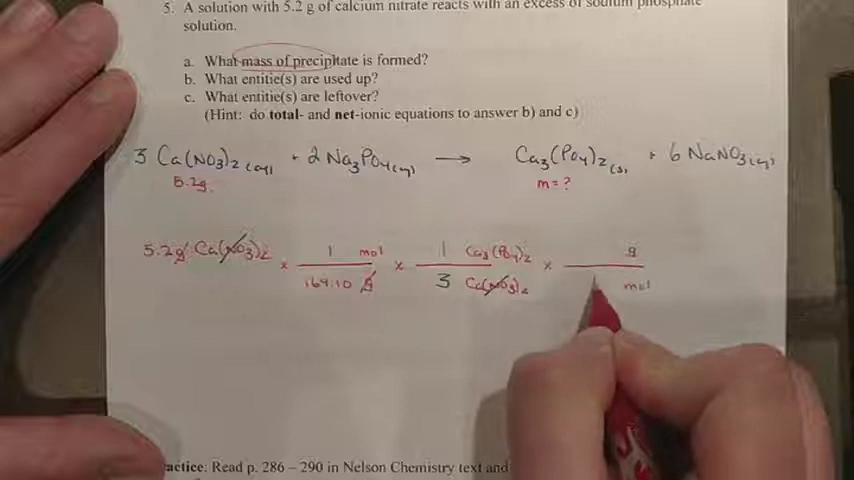 5. A solution with 5.2 g of calcium nitrate reacts with an excess of sodium phosphate
solution.
a. What mass of precipitate is formed?
b. What entitie(s) are used up?
c. What entitie(s) are leftover?
(Hint: do total- and net-ionic equations to answer b) and c)
3 Ca(NO3)2 (aq) + 2 Na3PO4(aq) → Ca3(PO4)2(s) + 6 NaNO3(aq)
5.2g m=?
5.2g Ca(NO3)2 × 1 mol × 1 Ca3(PO4)2 × g
164.10 g 3 Ca(NO3)2 mol
actice: Read p. 286 – 290 in Nelson Chemistry text and